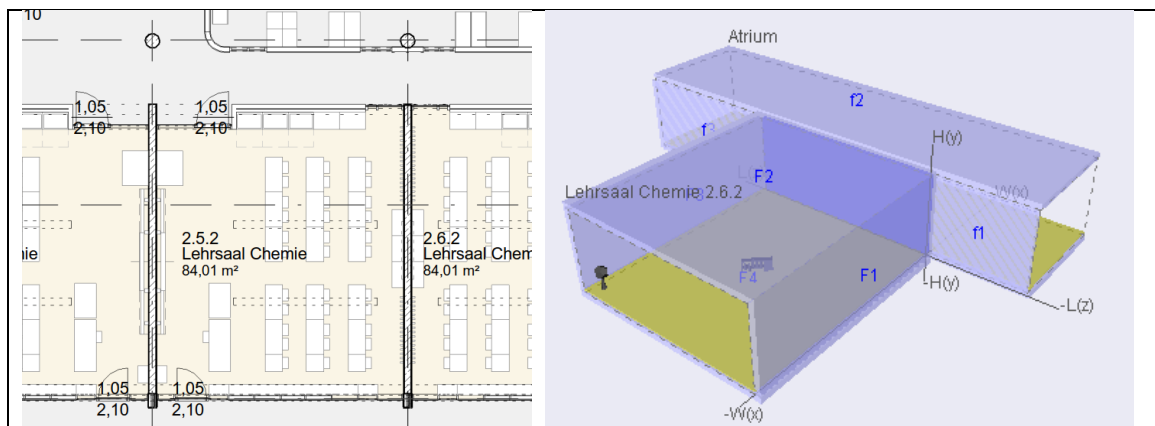 10
1,05
2,10
1,05
2,10
2.5.2
Lehrsaal Chemie
84,01 m²
nie
2.6.2
Lehrsaal Chem
84,01 m²
1,05
2,10
1,05
2,10
Atrium
f2
H(y)
W(x)
F2
Lehrsaal Chemie 2.6.2
f1
F4
F1
-H(y)
-L(z)
-W(x)